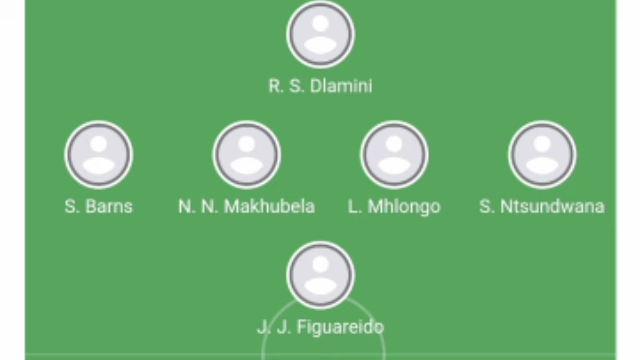 R. S. Dlamini
S. Barns
N. N. Makhubela
L. Mhlongo
S. Ntsundwana
J. J. Figuareido